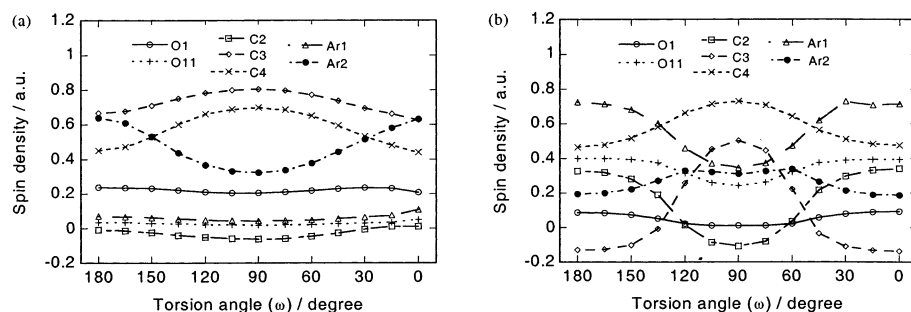 (a)
1.2
1
0.8
0.6
0.4
0.2
0
-0.2
Spin density / a.u.
O1
O11
C2
C3
C4
Ar1
Ar2
180 150 120 90 60 30 0
Torsion angle (ω) / degree
(b)
1.2
1
0.8
0.6
0.4
0.2
0
-0.2
Spin density / a.u.
O1
O11
C2
C3
C4
Ar1
Ar2
180 150 120 90 60 30 0
Torsion angle (ω) / degree